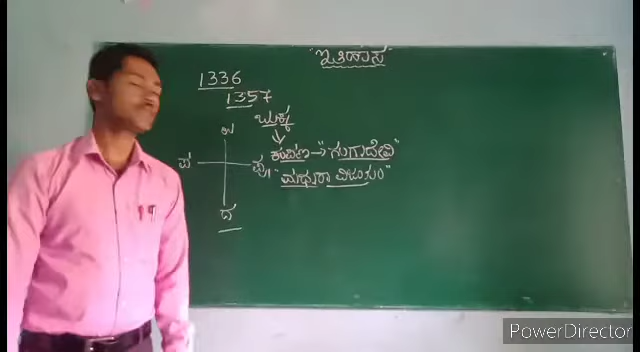 "ಇತಿಹಾಸ"
1336
1357
ಬುಕ್ಕ
ಉ
ಕಂಪಣ → "ಗಂಗಾದೇವಿ"
ಪ ಪೂ
"ಮಧುರಾ ವಿಜಯಂ"
ದ
PowerDirector